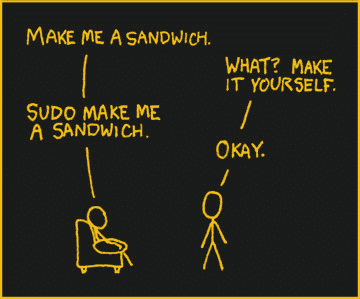 MAKE ME A SANDWICH.
WHAT? MAKE
IT YOURSELF.
SUDO MAKE ME
A SANDWICH.
OKAY.